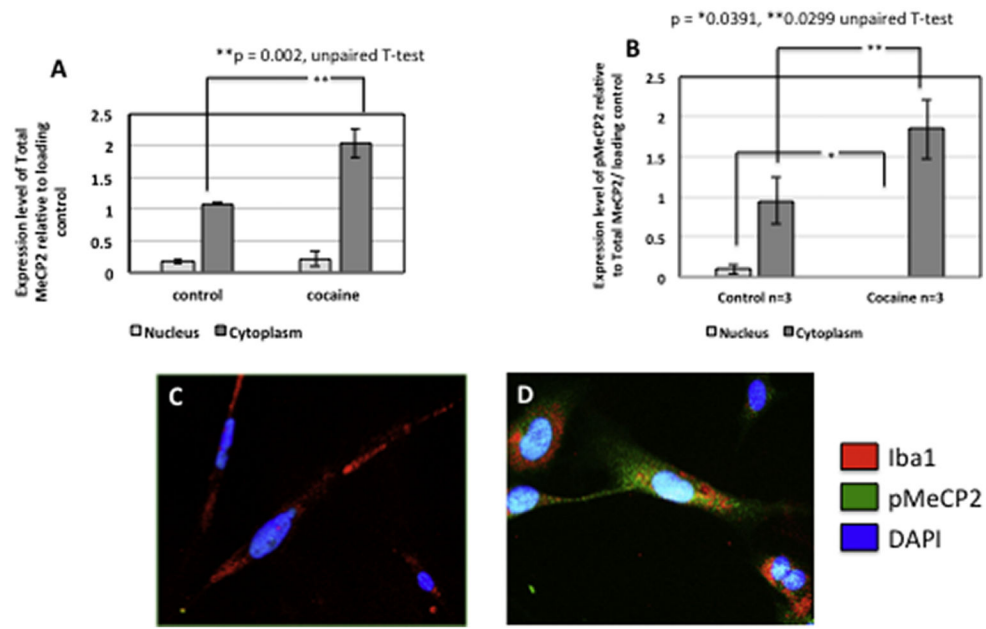 p = *0.0391, **0.0299 unpaired T-test
**p = 0.002, unpaired T-test
A
**
2.5
2
1.5
1
0.5
0
Expression level of Total
MeCP2 relative to loading
control
control cocaine
Nucleus Cytoplasm
B
**
*
2.5
2
1.5
1
0.5
0
Expression level of pMeCP2 relative
to Total MeCP2/ loading control
Control n=3 Cocaine n=3
Nucleus Cytoplasm
C
D
Iba1
pMeCP2
DAPI